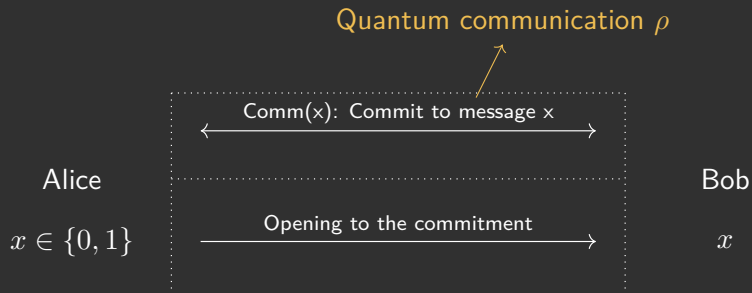 Quantum communication ρ
Comm(x): Commit to message x
Alice
Bob
Opening to the commitment
x ∈ {0, 1}
x